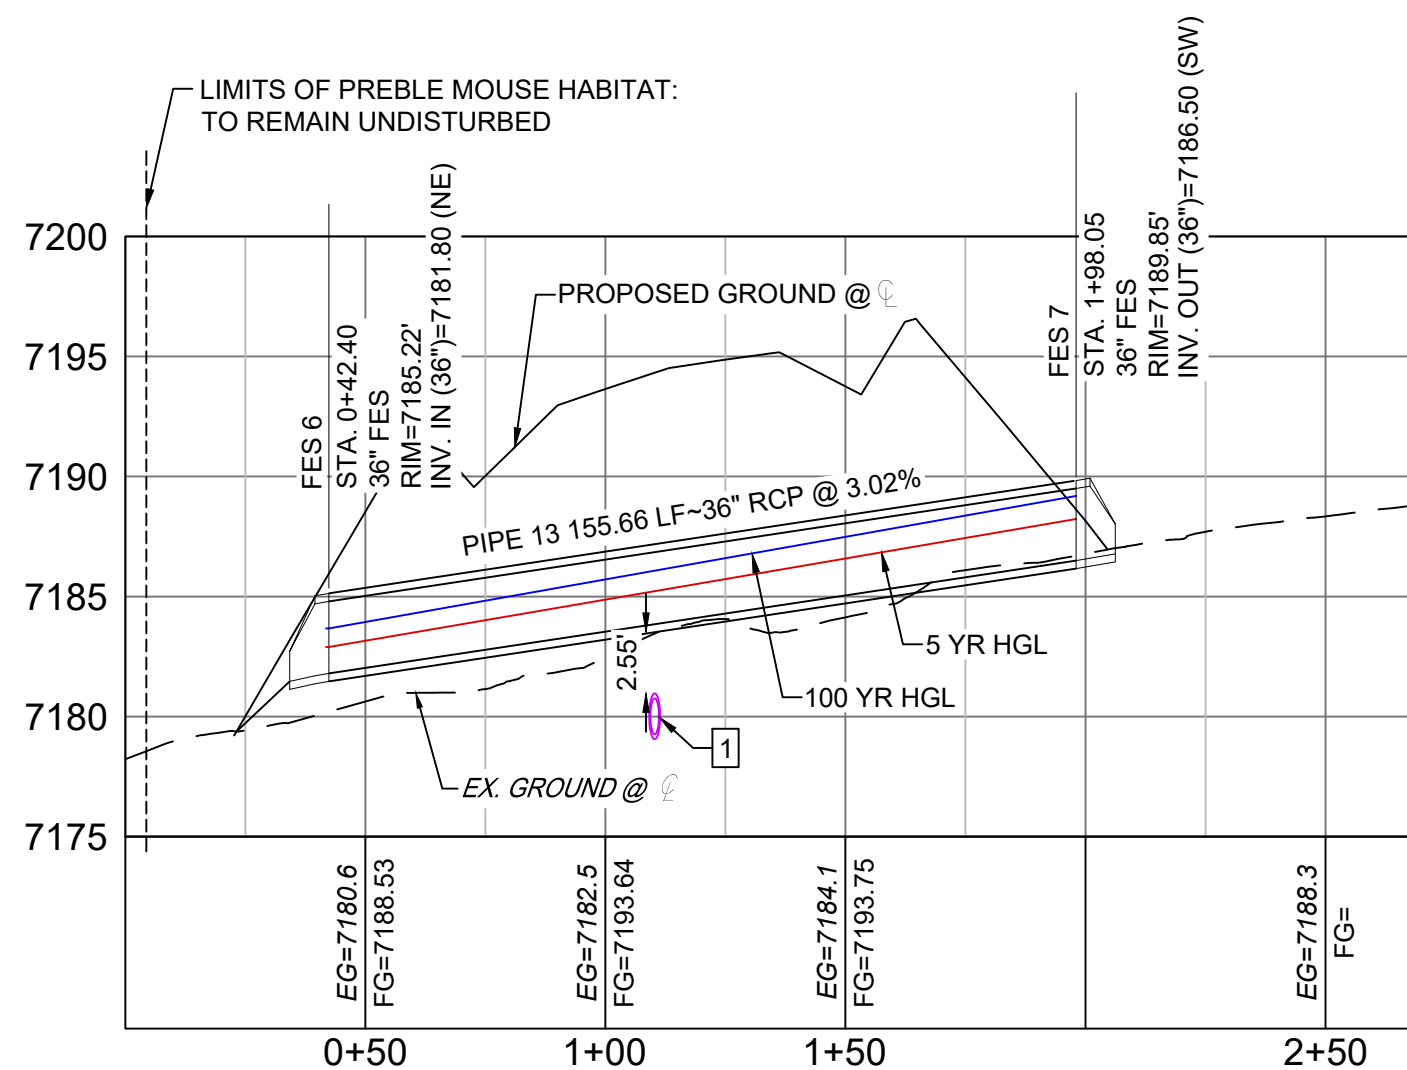 LIMITS OF PREBLE MOUSE HABITAT:
TO REMAIN UNDISTURBED
FES 6
STA. 0+42.40
36" FES
RIM=7185.22'
INV. IN (36")=7181.80 (NE)
PROPOSED GROUND @ ℄
FES 7
STA. 1+98.05
36" FES
RIM=7189.85'
INV. OUT (36")=7186.50 (SW)
7200
7195
7190
7185
7180
7175
PIPE 13 155.66 LF~36" RCP @ 3.02%
5 YR HGL
100 YR HGL
2.55'
1
EX. GROUND @ ℄
EG=7180.6
FG=7188.53
EG=7182.5
FG=7193.64
EG=7184.1
FG=7193.75
EG=7188.3
FG=
0+50
1+00
1+50
2+50